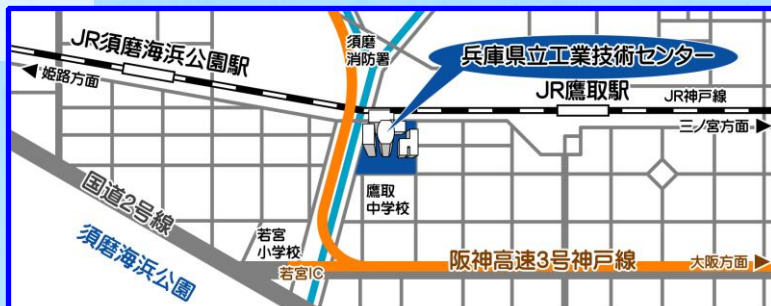 須磨
消防署
兵庫県立工業技術センター
JR須磨海浜公園駅
姫路方面
JR鷹取駅
JR神戸線
三ノ宮方面
鷹取
中学校
国道2号線
須磨海浜公園
若宮
小学校
若宮IC
阪神高速3号神戸線
大阪方面